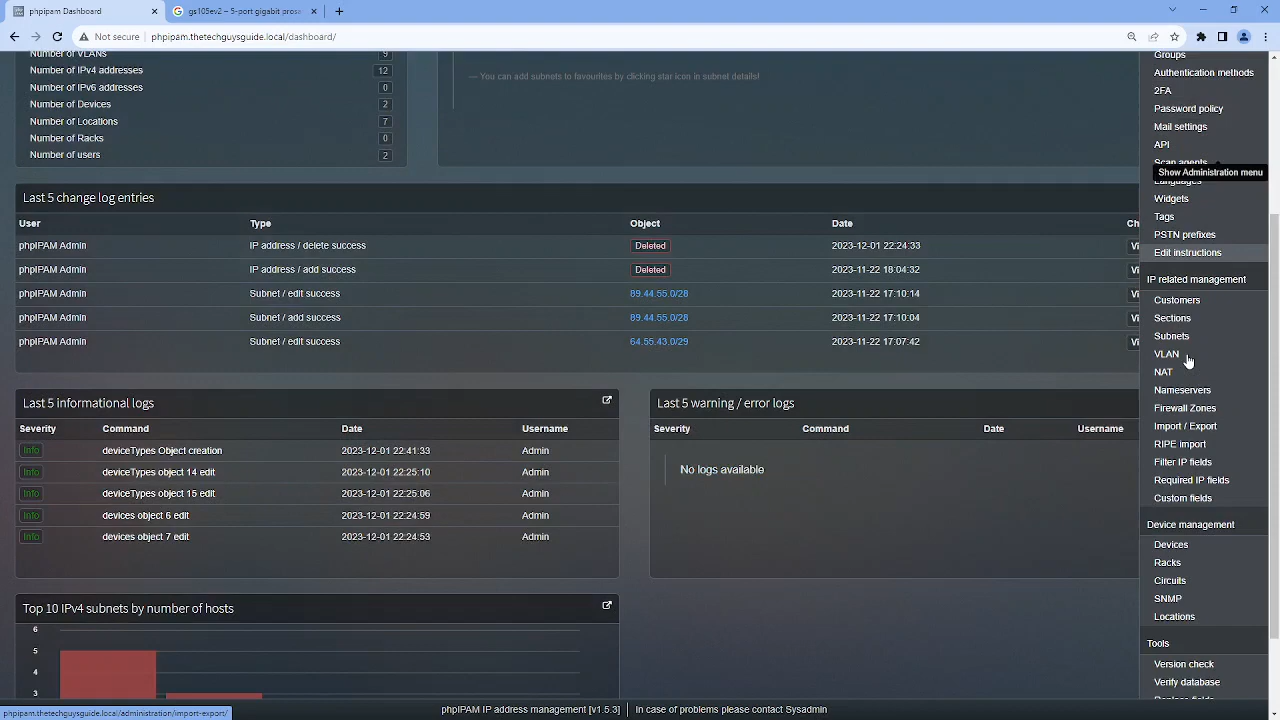 phpipam Dashboard
gs105ev2 – 5-port gigabit prosa
Not secure phpipam.thetechguysguide.local/dashboard/
Number of VLANs 9
Number of IPv4 addresses 12
Number of IPv6 addresses 0
Number of Devices 2
Number of Locations 7
Number of Racks 0
Number of users 2
— You can add subnets to favourites by clicking star icon in subnet details!
Last 5 change log entries
User Type Object Date Ch
phpIPAM Admin IP address / delete success Deleted 2023-12-01 22:24:33 Vi
phpIPAM Admin IP address / add success Deleted 2023-11-22 18:04:32 Vi
phpIPAM Admin Subnet / edit success 89.44.55.0/28 2023-11-22 17:10:14 Vi
phpIPAM Admin Subnet / add success 89.44.55.0/28 2023-11-22 17:10:04 Vi
phpIPAM Admin Subnet / edit success 64.55.43.0/29 2023-11-22 17:07:42 Vi
Last 5 informational logs
Severity Command Date Username
Info deviceTypes Object creation 2023-12-01 22:41:33 Admin
Info deviceTypes object 14 edit 2023-12-01 22:25:10 Admin
Info deviceTypes object 15 edit 2023-12-01 22:25:06 Admin
Info devices object 6 edit 2023-12-01 22:24:59 Admin
Info devices object 7 edit 2023-12-01 22:24:53 Admin
Last 5 warning / error logs
Severity Command Date Username
No logs available
Top 10 IPv4 subnets by number of hosts
6
5
4
3
Groups
Authentication methods
2FA
Password policy
Mail settings
API
Scan agents
Show Administration menu
Languages
Widgets
Tags
PSTN prefixes
Edit instructions
IP related management
Customers
Sections
Subnets
VLAN
NAT
Nameservers
Firewall Zones
Import / Export
RIPE import
Filter IP fields
Required IP fields
Custom fields
Device management
Devices
Racks
Circuits
SNMP
Locations
Tools
Version check
Verify database
Replace fields
phpipam.thetechguysguide.local/administration/import-export/
phpIPAM IP address management [v1.5.3] In case of problems please contact Sysadmin